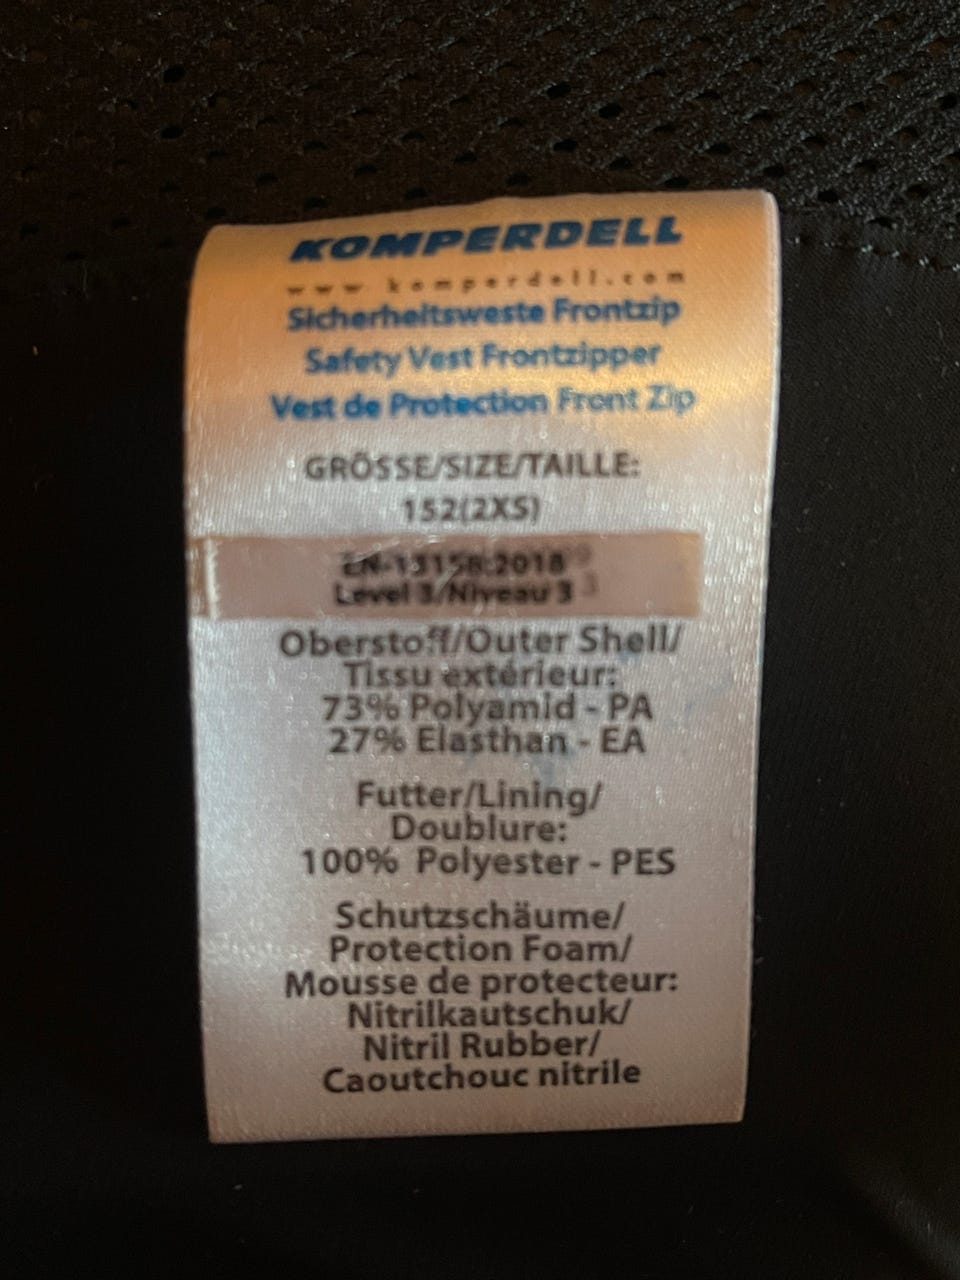 KOMPERDELL
www.komperdell.com
Sicherheitsweste Frontzip
Safety Vest Frontzipper
Vest de Protection Front Zip
GRÖSSE/SIZE/TAILLE:
152(2XS)
EN-13158:2018
Level 3/Niveau 3
Oberstoff/Outer Shell/
Tissu extérieur:
73% Polyamid - PA
27% Elasthan - EA
Futter/Lining/
Doublure:
100% Polyester - PES
Schutzschäume/
Protection Foam/
Mousse de protecteur:
Nitrilkautschuk/
Nitril Rubber/
Caoutchouc nitrile